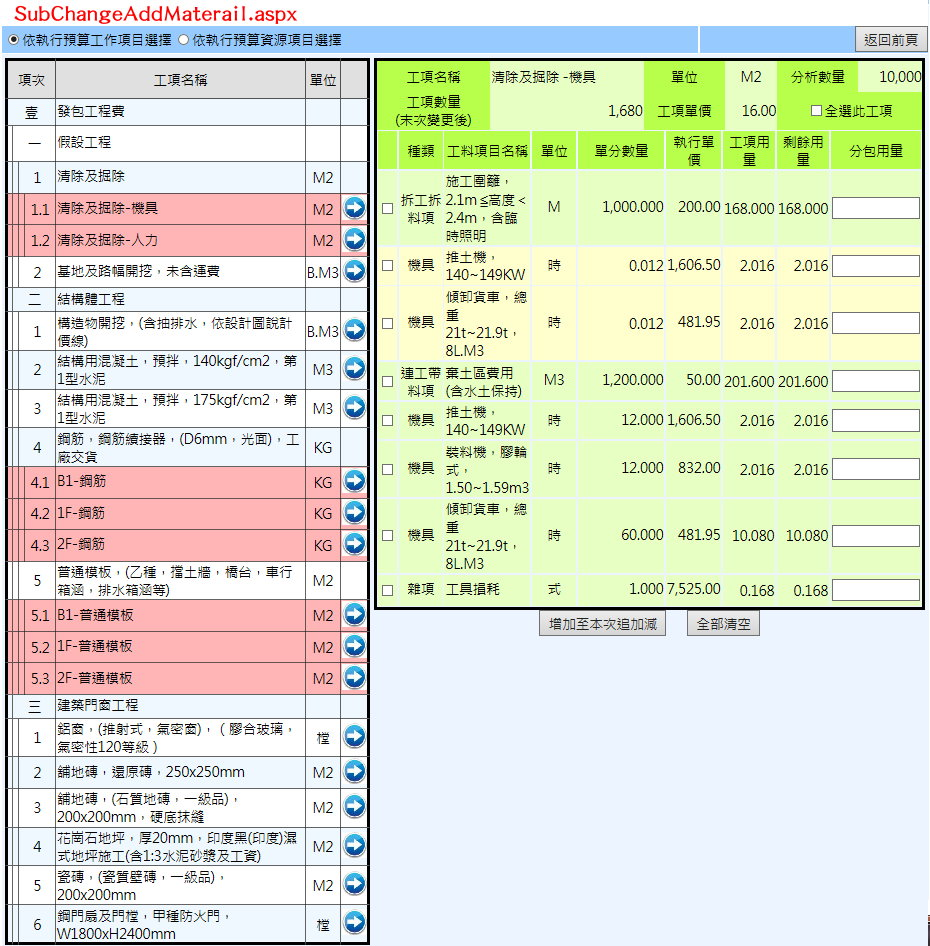 SubChangeAddMaterail.aspx
依執行預算工作項目選擇 依執行預算資源項目選擇 返回前頁
項次 工項名稱 單位
壹 發包工程費
一 假設工程
1 清除及掘除 M2
1.1 清除及掘除-機具 M2
1.2 清除及掘除-人力 M2
2 基地及路幅開挖，未含運費 B.M3
二 結構體工程
1 構造物開挖，(含抽排水，依設計圖說計
價線) B.M3
2 結構用混凝土，預拌，140kgf/cm2，第
1型水泥 M3
3 結構用混凝土，預拌，175kgf/cm2，第
1型水泥 M3
4 鋼筋，鋼筋續接器，(D6mm，光面)，工
廠交貨 KG
4.1 B1-鋼筋 KG
4.2 1F-鋼筋 KG
4.3 2F-鋼筋 KG
5 普通模板，(乙種，擋土牆，橋台，車行
箱涵，排水箱涵等) M2
5.1 B1-普通模板 M2
5.2 1F-普通模板 M2
5.3 2F-普通模板 M2
三 建築門窗工程
1 鋁窗，(推射式，氣密窗)，（膠合玻璃，
氣密性120等級） 樘
2 舖地磚，還原磚，250x250mm M2
3 舖地磚，(石質地磚，一級品)，
200x200mm，硬底抹縫 M2
4 花崗石地坪，厚20mm，印度黑(印度)濕
式地坪施工(含1:3水泥砂漿及工資) M2
5 瓷磚，(瓷質壁磚，一級品)，
200x200mm M2
6 鋼門扇及門樘，甲種防火門，
W1800xH2400mm 樘
工項名稱 清除及掘除 -機具 單位 M2 分析數量 10,000
工項數量
(末次變更後) 1,680 工項單價 16.00 全選此工項
種類 工料項目名稱 單位 單分數量 執行單
價 工項用
量 剩餘用
量 分包用量
拆工拆
料項 施工圍籬，
2.1m≦高度<
2.4m，含臨
時照明 M 1,000.000 200.00 168.000 168.000
機具 推土機，
140~149KW 時 0.012 1,606.50 2.016 2.016
機具 傾卸貨車，總
重
21t~21.9t，
8L.M3 時 0.012 481.95 2.016 2.016
連工帶
料項 棄土區費用
(含水土保持) M3 1,200.000 50.00 201.600 201.600
機具 推土機，
140~149KW 時 12.000 1,606.50 2.016 2.016
機具 裝料機，膠輪
式，
1.50~1.59m3 時 12.000 832.00 2.016 2.016
機具 傾卸貨車，總
重
21t~21.9t，
8L.M3 時 60.000 481.95 10.080 10.080
雜項 工具損耗 式 1.000 7,525.00 0.168 0.168
增加至本次追加減 全部清空